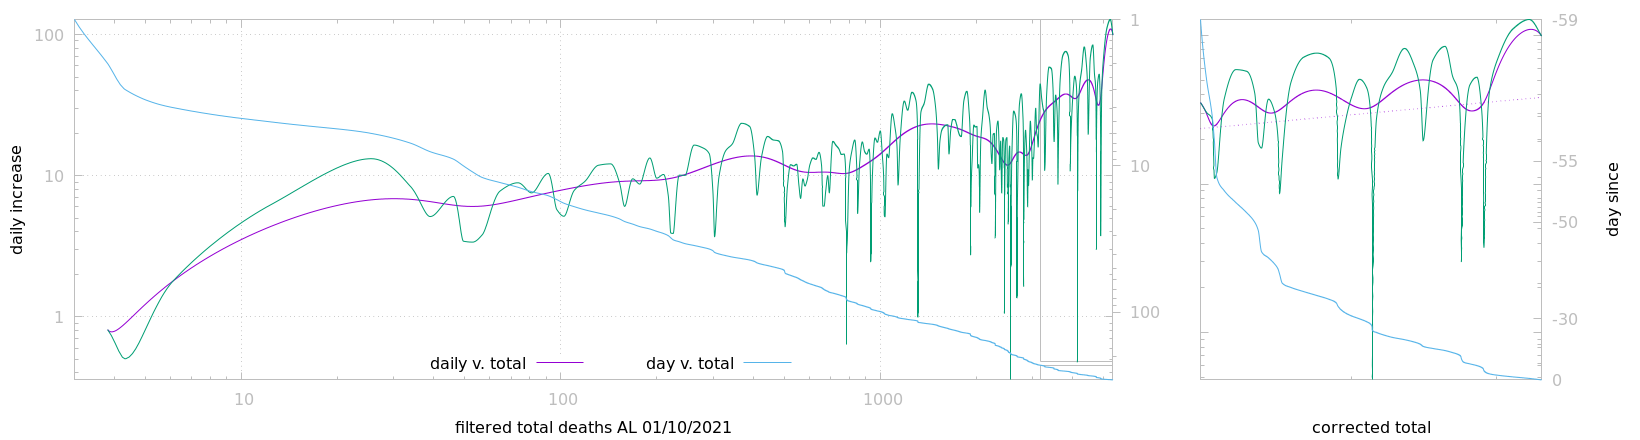 100
10
1
daily increase
daily v. total
day v. total
10
100
1000
filtered total deaths AL 01/10/2021
1
10
100
-59
-55
-50
-30
0
day since
corrected total